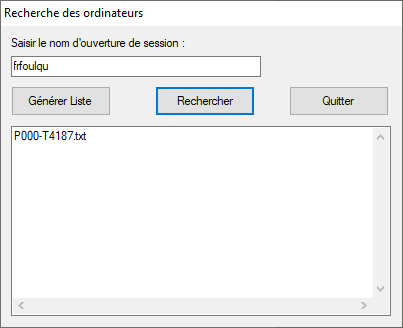 Recherche des ordinateurs
Saisir le nom d'ouverture de session :
frfoulqu
Générer Liste
Rechercher
Quitter
P000-T4187.txt